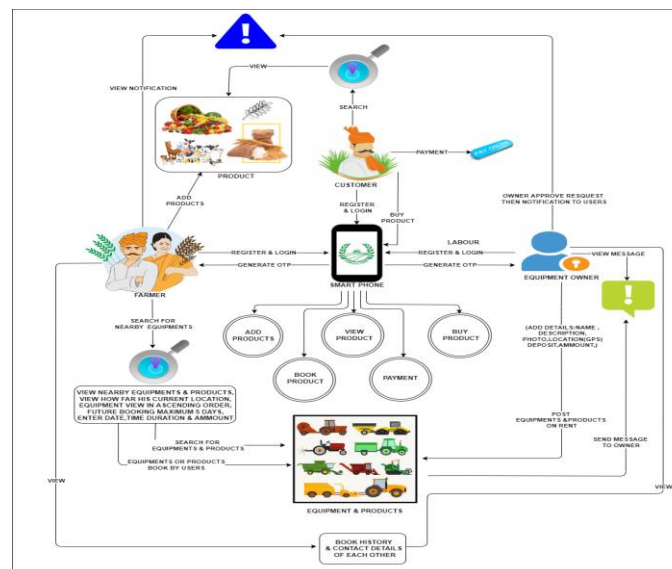 VIEW
VIEW NOTIFICATION
SEARCH
PRODUCT
PAYMENT
CUSTOMER
ADD
PRODUCTS
REGISTER
& LOGIN
BUY
PRODUCT
OWNER APPROVE RESQUEST
THEN NOTIFICATION TO USERS
LABOUR
REGISTER & LOGIN
REGISTER & LOGIN
VIEW MESSAGE
GENERATE OTP
GENERATE OTP
FARMER
SMART PHONE
EQUIPMENT OWNER
SEARCH FOR
NEARBY EQUIPMENTS
ADD
PRODUCTS
VIEW
PRODUCT
BUY
PRODUCT
(ADD DETAILS:NAME ,
DESCRIPTION,
PHOTO,LOCATION(GPS)
DEPOSIT,AMMOUNT,)
BOOK
PRODUCT
PAYMENT
VIEW NEARBY EQUIPMENTS & PRODUCTS,
VIEW HOW FAR HIS CURRENT LOCATION,
EQUIPMENT VIEW IN ASCENDING ORDER,
FUTURE BOOKING MAXIMUM 5 DAYS,
ENTER DATE,TIME DURATION & AMMOUNT
POST
EQUIPMENTS &PRODUCTS
ON RENT
SEARCH FOR
EQUIPMENTS & PRODUCTS
SEND MESSAGE
TO OWNER
EQUIPMENTS OR PRODUCTS
BOOK BY USERS
VIEW
VIEW
EQUIPMENT & PRODUCTS
BOOK HISTORY
& CONTACT DETAILS
OF EACH OTHER